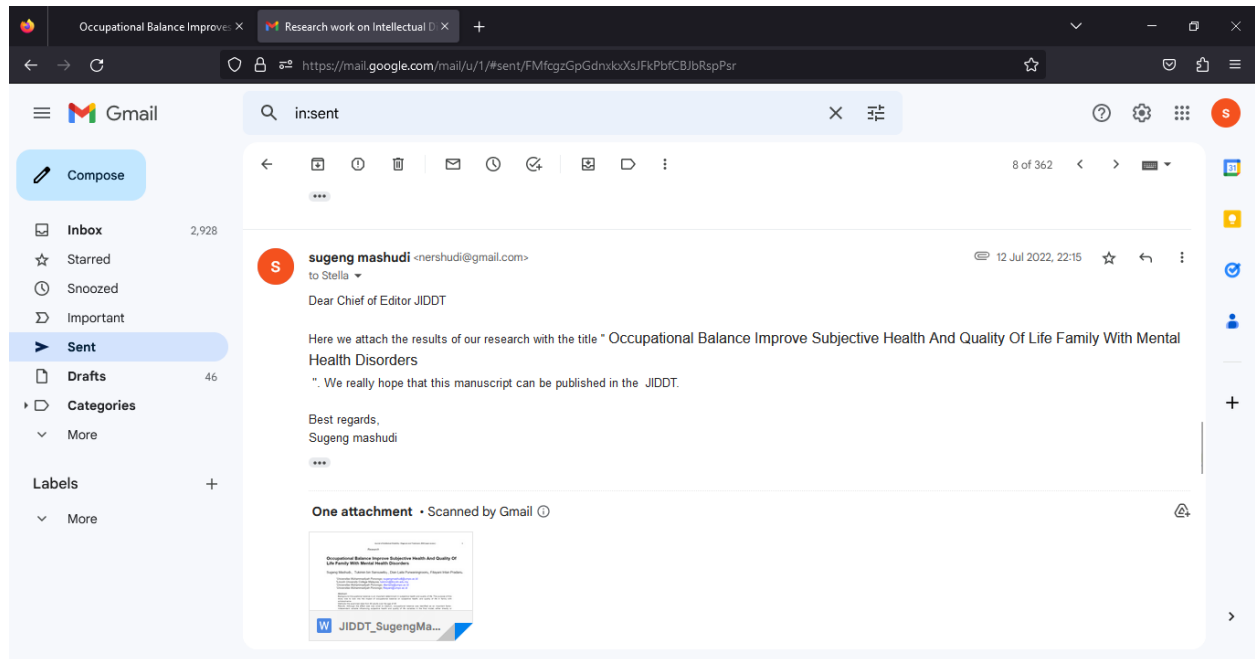 Occupational Balance Improves
Research work on Intellectual D
https://mail.google.com/mail/u/1/#sent/FMfcgzGpGdnxkxXsJFkPbfCBJbRspPsr
Gmail
in:sent
S
Compose
8 of 362
31
Inbox 2,928
Starred
Snoozed
Important
Sent
Drafts 46
Categories
More
Labels
More
S
sugeng mashudi <nershudi@gmail.com>
12 Jul 2022, 22:15
to Stella
Dear Chief of Editor JIDDT
Here we attach the results of our research with the title " Occupational Balance Improve Subjective Health And Quality Of Life Family With Mental
Health Disorders
". We really hope that this manuscript can be published in the JIDDT.
Best regards,
Sugeng mashudi
One attachment • Scanned by Gmail
Occupational Balance Improve Subjective Health And Quality Of
Life Family With Mental Health Disorders
W JIDDT_SugengMa...